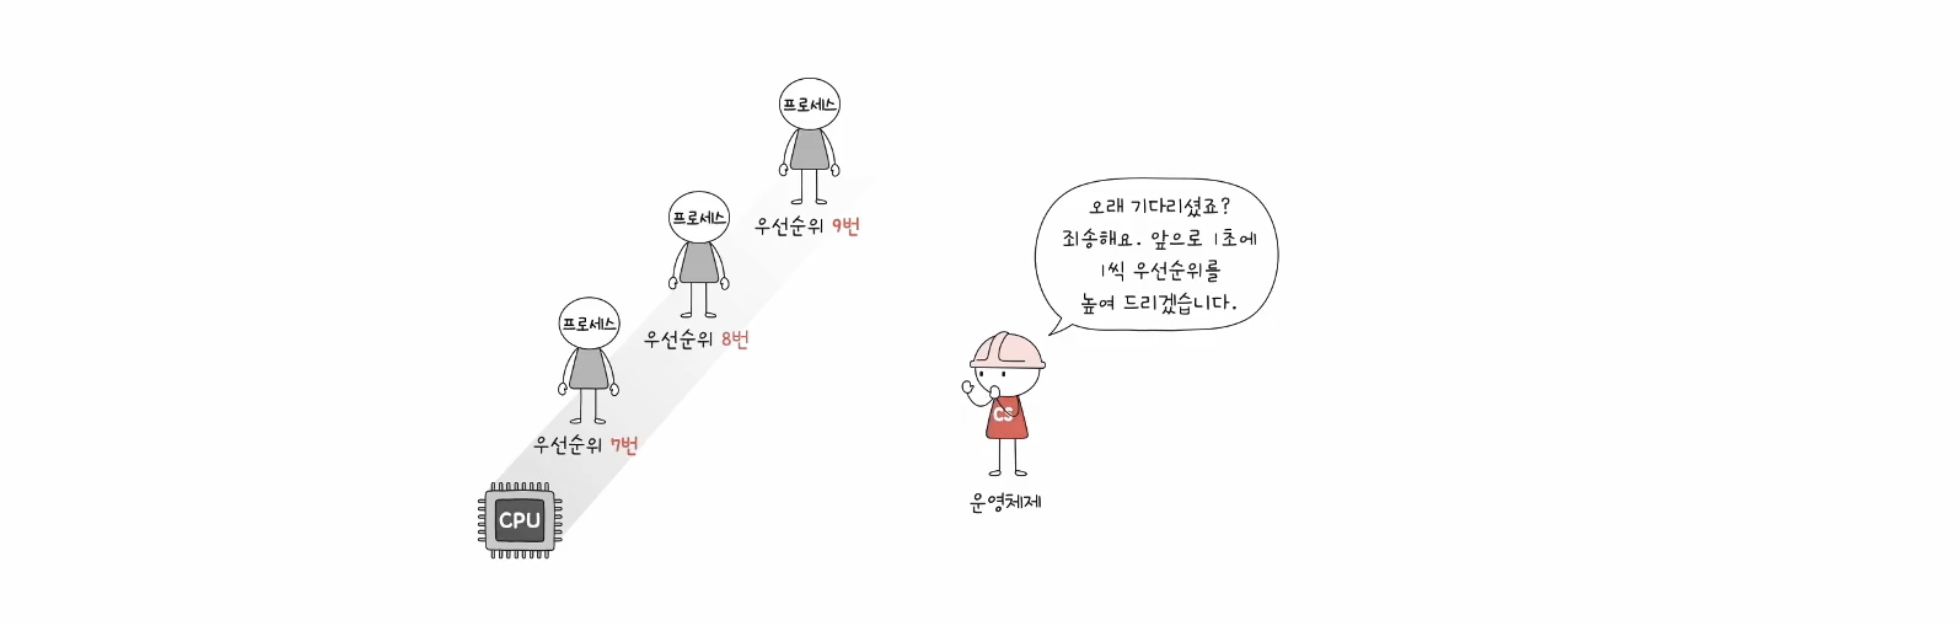 프로세스
우선순위 9번
프로세스
우선순위 8번
프로세스
우선순위 7번
CPU
오래 기다리셨죠?
죄송해요. 앞으로 1초에
1씩 우선순위를
높여 드리겠습니다.
CS
운영체제